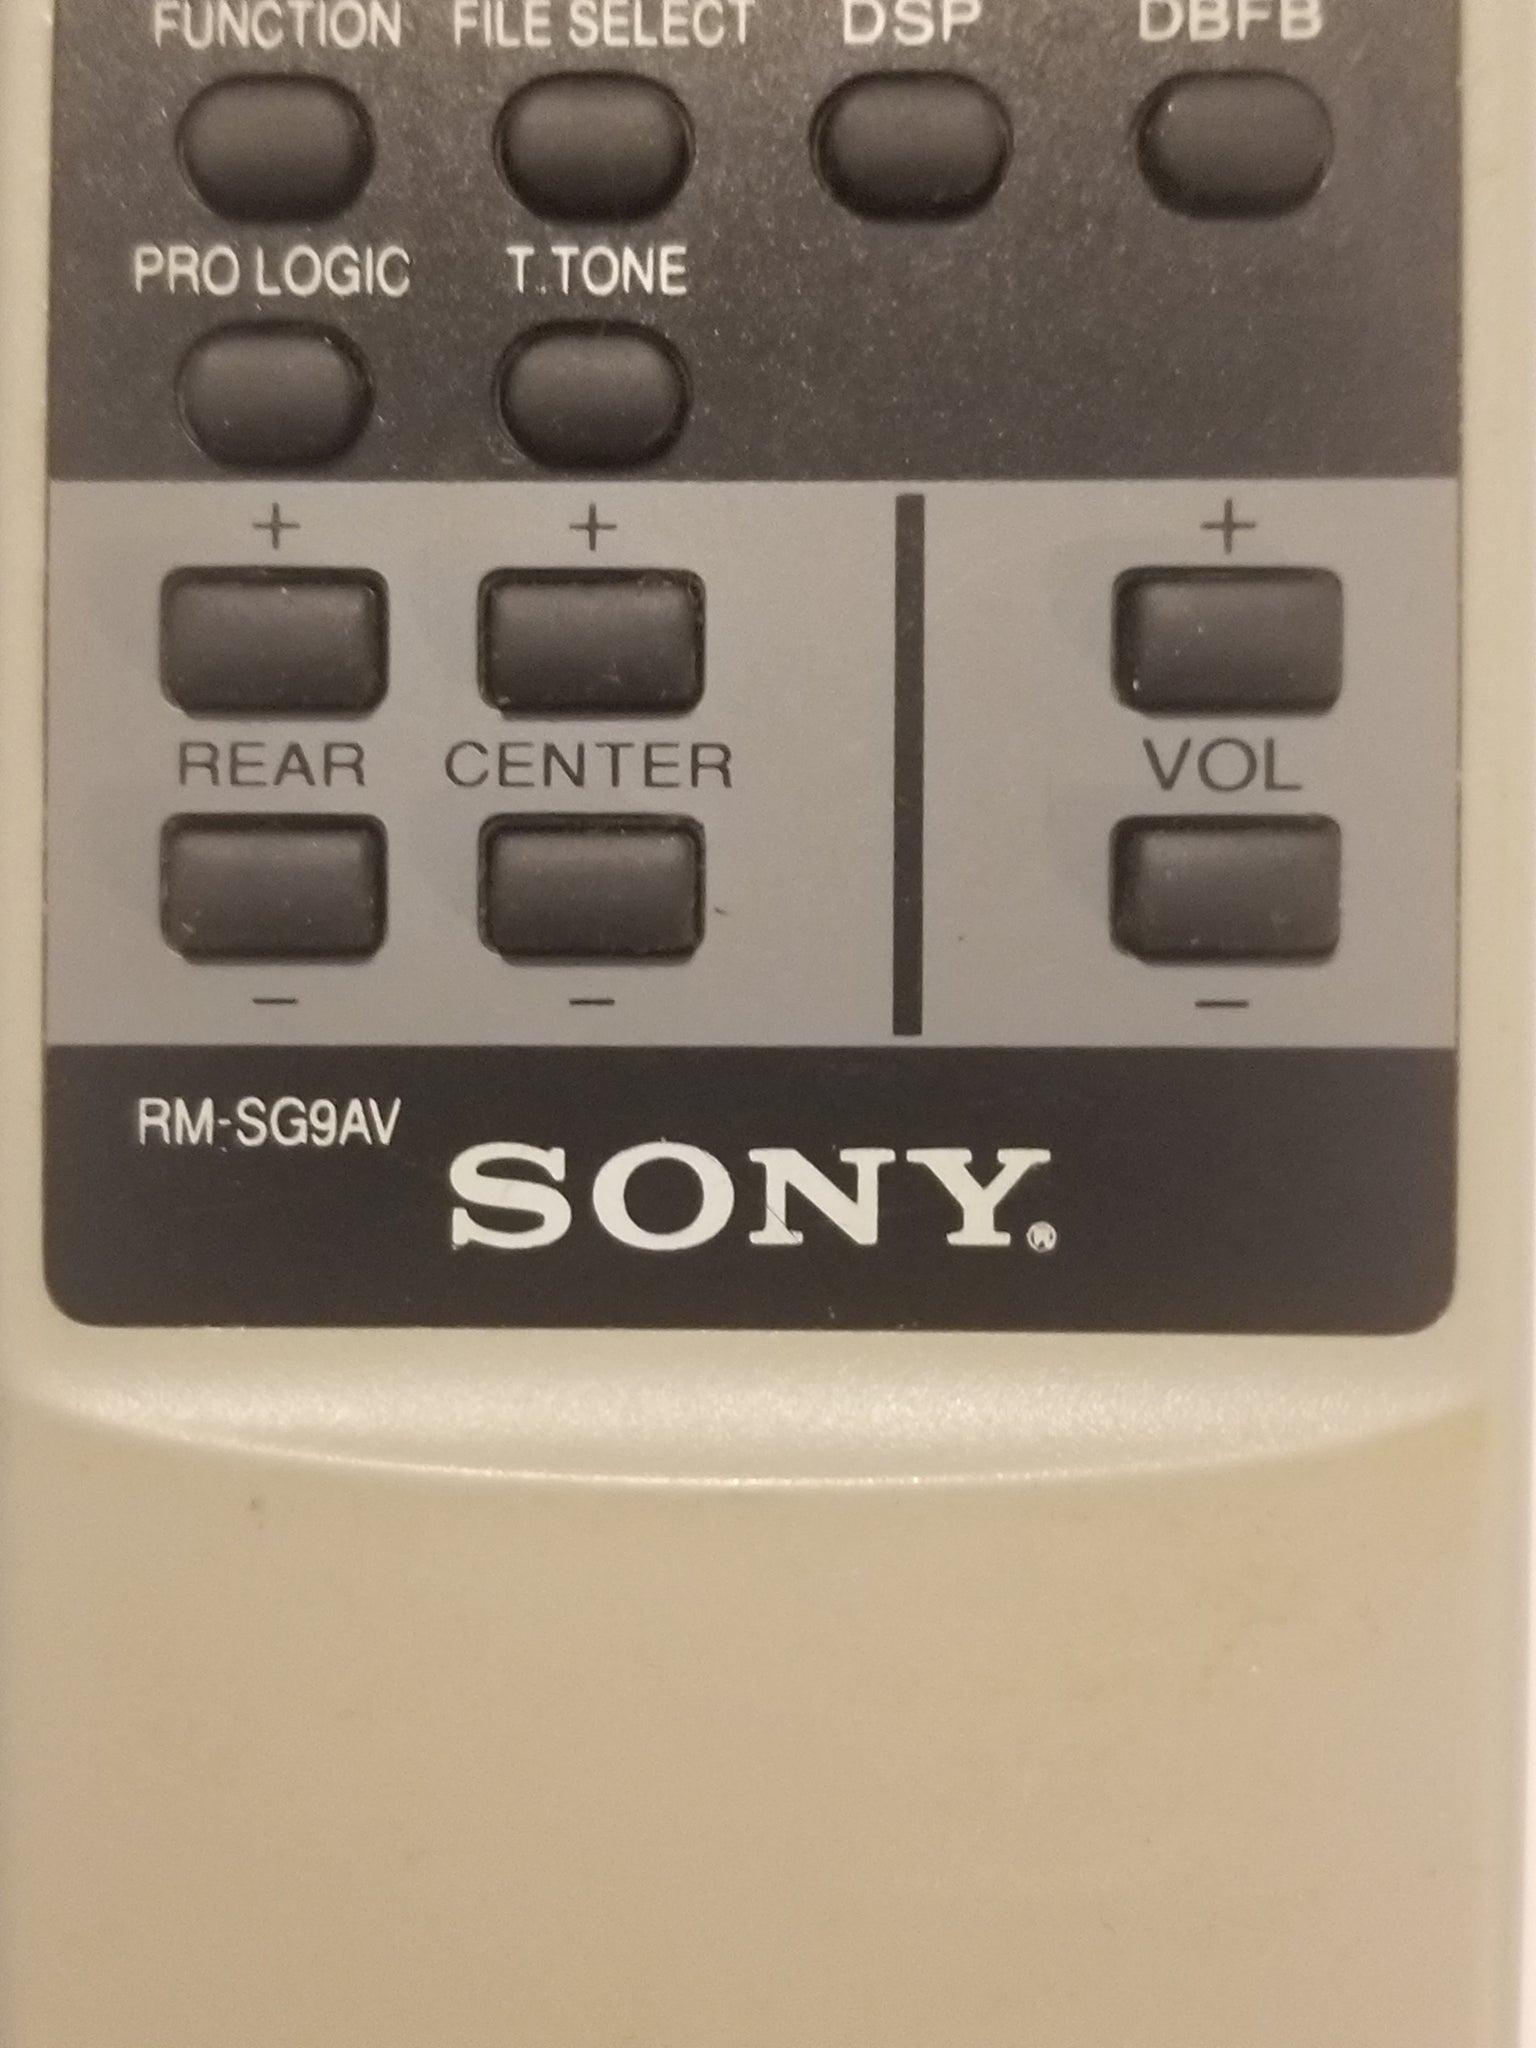 FUNCTION FILE SELECT DSP DBFB
PRO LOGIC T.TONE
+ + +
REAR CENTER VOL
− − −
RM-SG9AV
SONY®